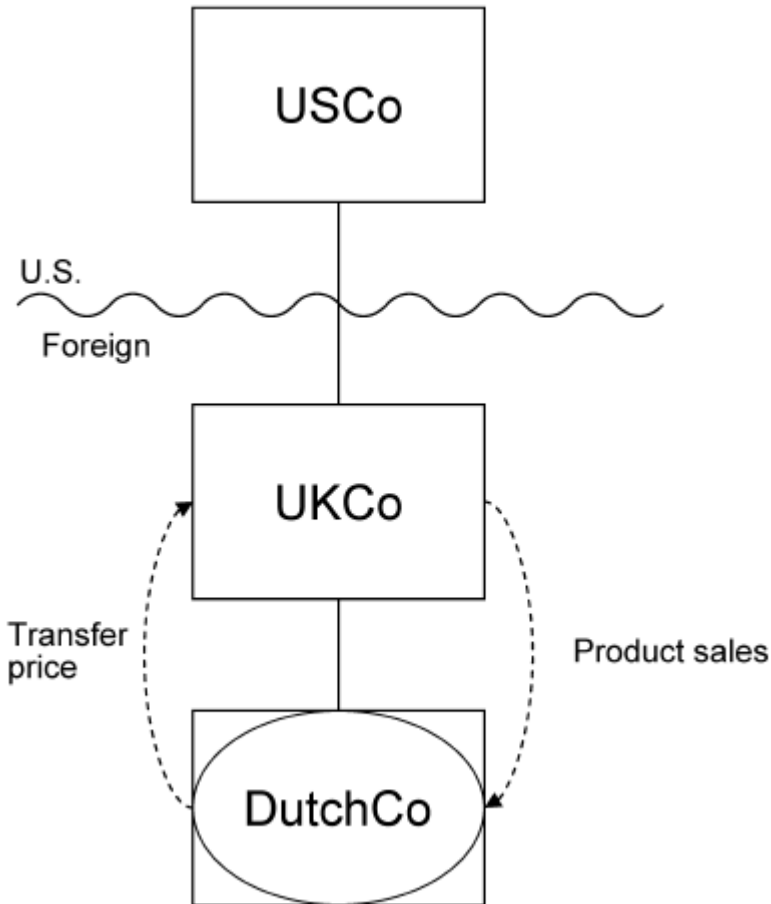 USCo
U.S.
Foreign
UKCo
Transfer
price
Product sales
DutchCo